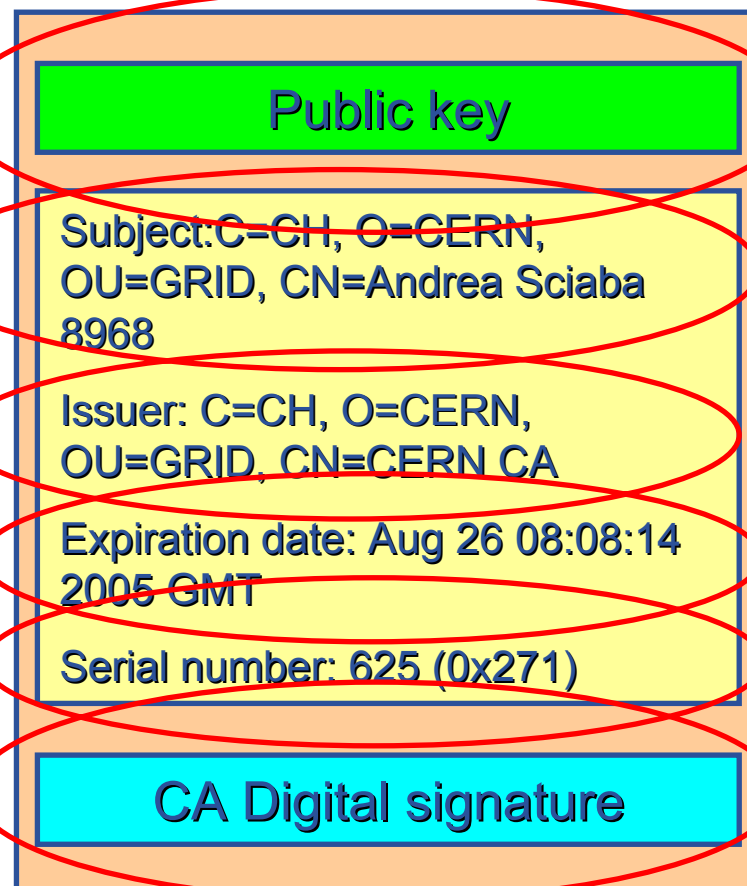 Public key
Subject:C=CH, O=CERN,
OU=GRID, CN=Andrea Sciaba
8968
Issuer: C=CH, O=CERN,
OU=GRID, CN=CERN CA
Expiration date: Aug 26 08:08:14
2005 GMT
Serial number: 625 (0x271)
CA Digital signature